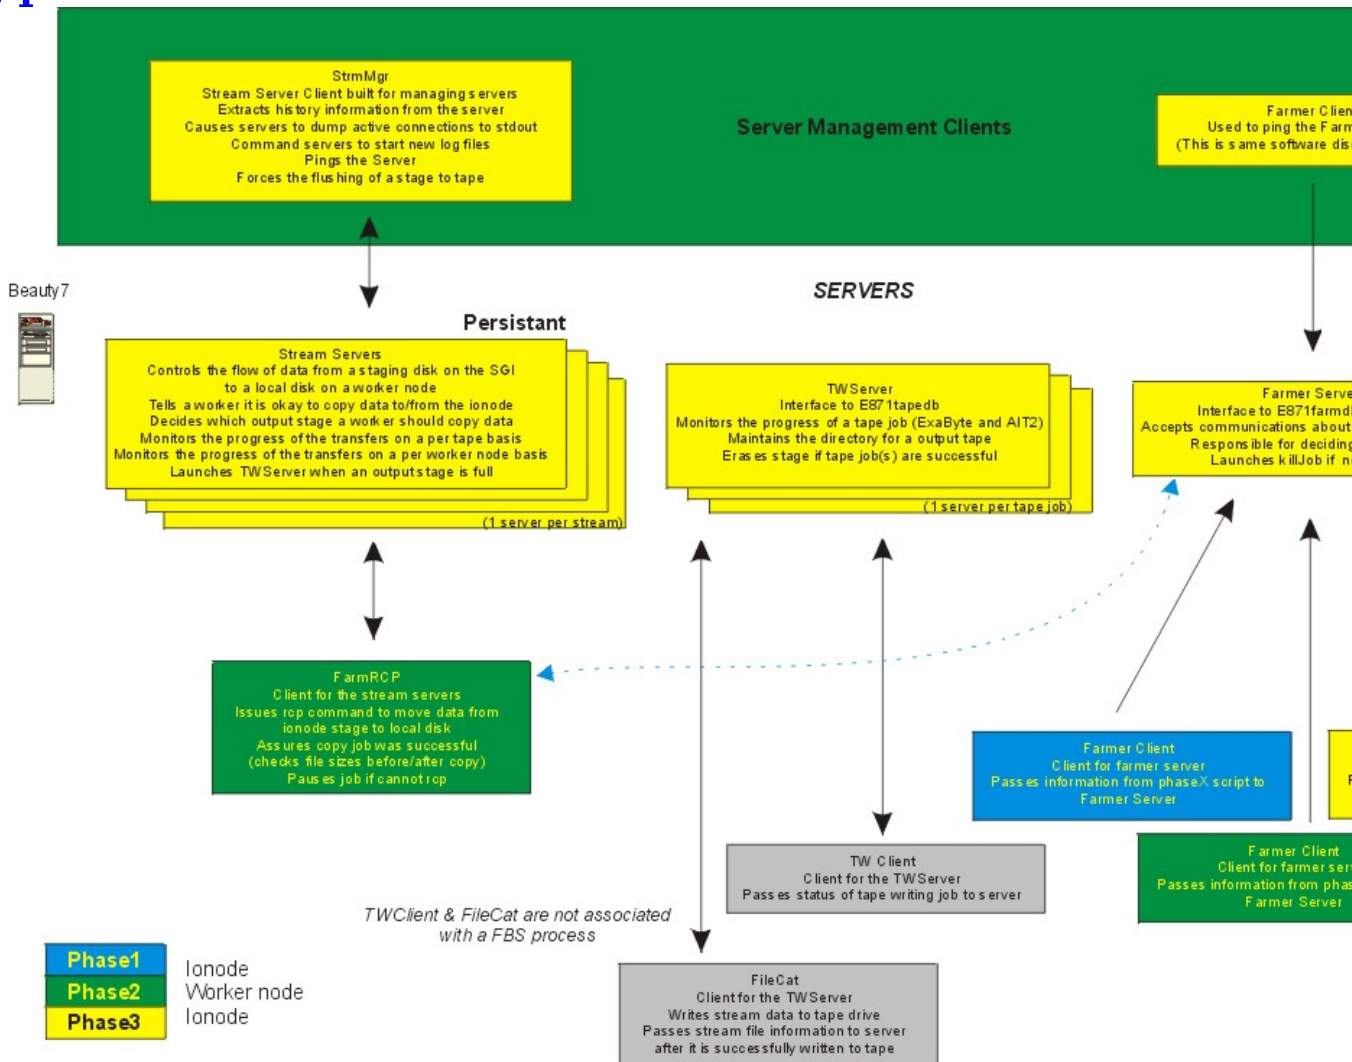 StrmMgr
Stream Server Client built for managing servers
Extracts history information from the server
Causes servers to dump active connections to stdout
Command servers to start new log files
Pings the Server
Forces the flushing of a stage to tape
Server Management Clients
Farmer Clien
Used to ping the Farm
(This is same software dis
Beauty7
SERVERS
Persistant
Stream Servers
Controls the flow of data from a staging disk on the SGI
to a local disk on a worker node
Tells a worker it is okay to copy data to/from the ionode
Decides which output stage a worker should copy data
Monitors the progress of the transfers on a per tape basis
Monitors the progress of the transfers on a per worker node basis
Launches TWServer when an output stage is full
(1 server per stream)
TWServer
Interface to E871tapedb
Monitors the progress of a tape job (ExaByte and AIT2)
Maintains the directory for a output tape
Erases stage if tape job(s) are successful
(1 server per tape job)
Farmer Serve
Interface to E871farmd
Accepts communications about
Responsible for deciding
Launches killJob if n
FarmRCP
Client for the stream servers
Issues rcp command to move data from
ionode stage to local disk
Assures copy job was successful
(checks file sizes before/after copy)
Pauses job if cannot rcp
Farmer Client
Client for farmer server
Passes information from phaseX script to
Farmer Server
F
Farmer Client
Client for farmer serv
Passes information from phas
Farmer Server
TW Client
Client for the TWServer
Passes status of tape writing job to server
TWClient & FileCat are not associated
with a FBS process
FileCat
Client for the TWServer
Writes stream data to tape drive
Passes stream file information to server
after it is successfully written to tape
Phase1 Ionode
Phase2 Worker node
Phase3 Ionode